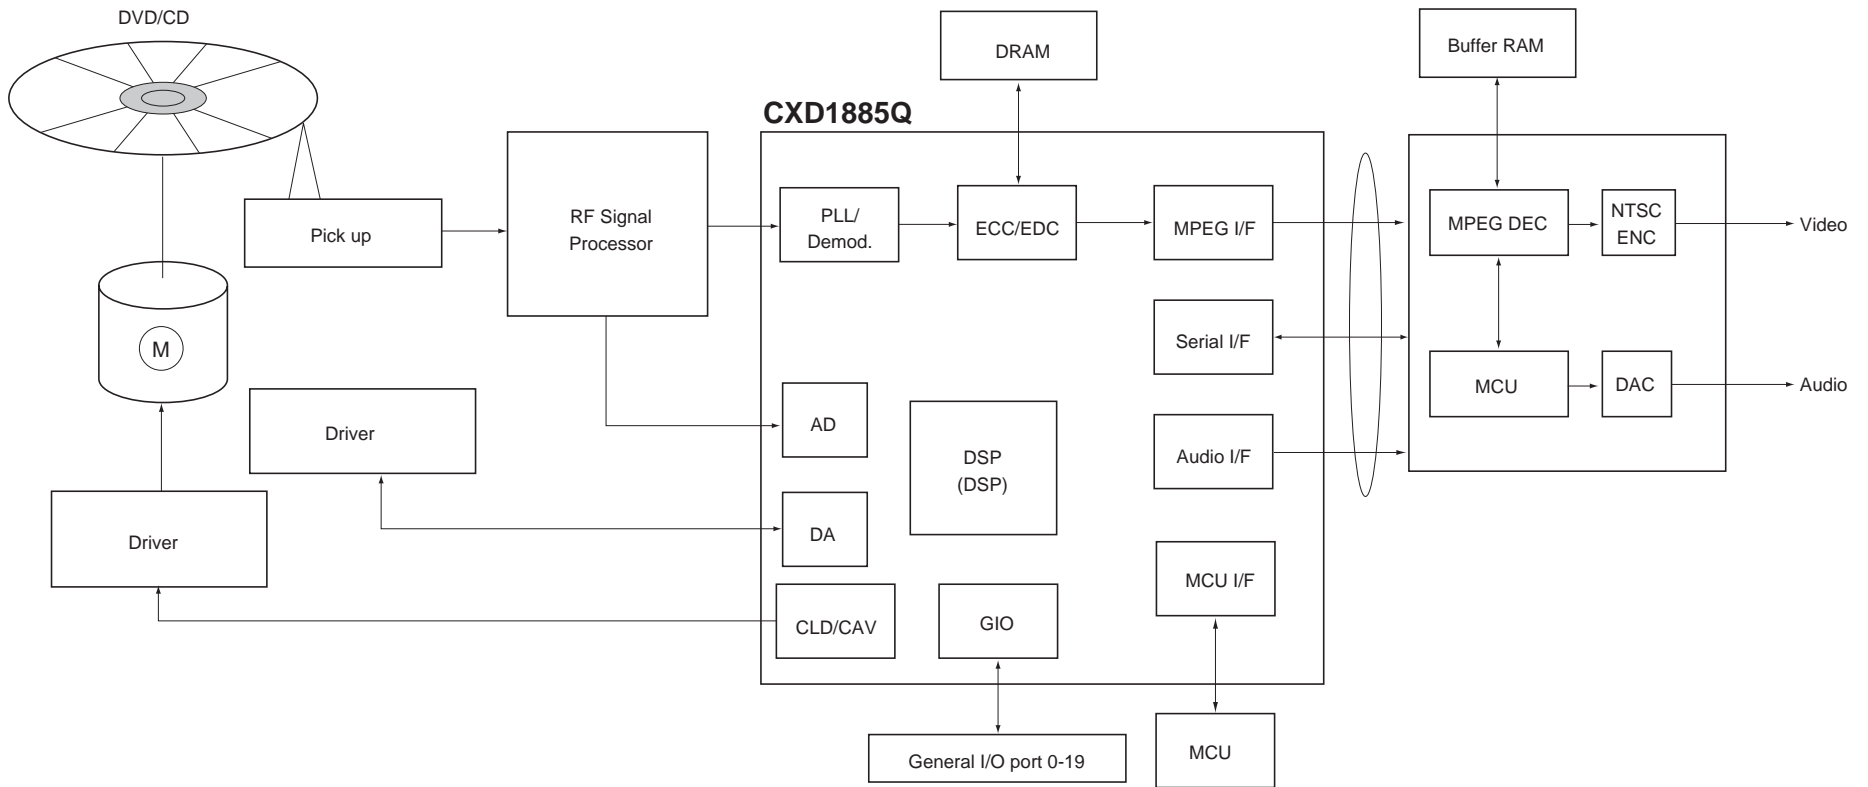 DVD/CD
DRAM
Buffer RAM
CXD1885Q
Pick up
RF Signal
Processor
PLL/
Demod.
ECC/EDC
MPEG I/F
MPEG DEC
NTSC
ENC
Video
M
Serial I/F
MCU
DAC
Audio
Driver
AD
DSP
(DSP)
Audio I/F
Driver
DA
MCU I/F
CLD/CAV
GIO
General I/O port 0-19
MCU